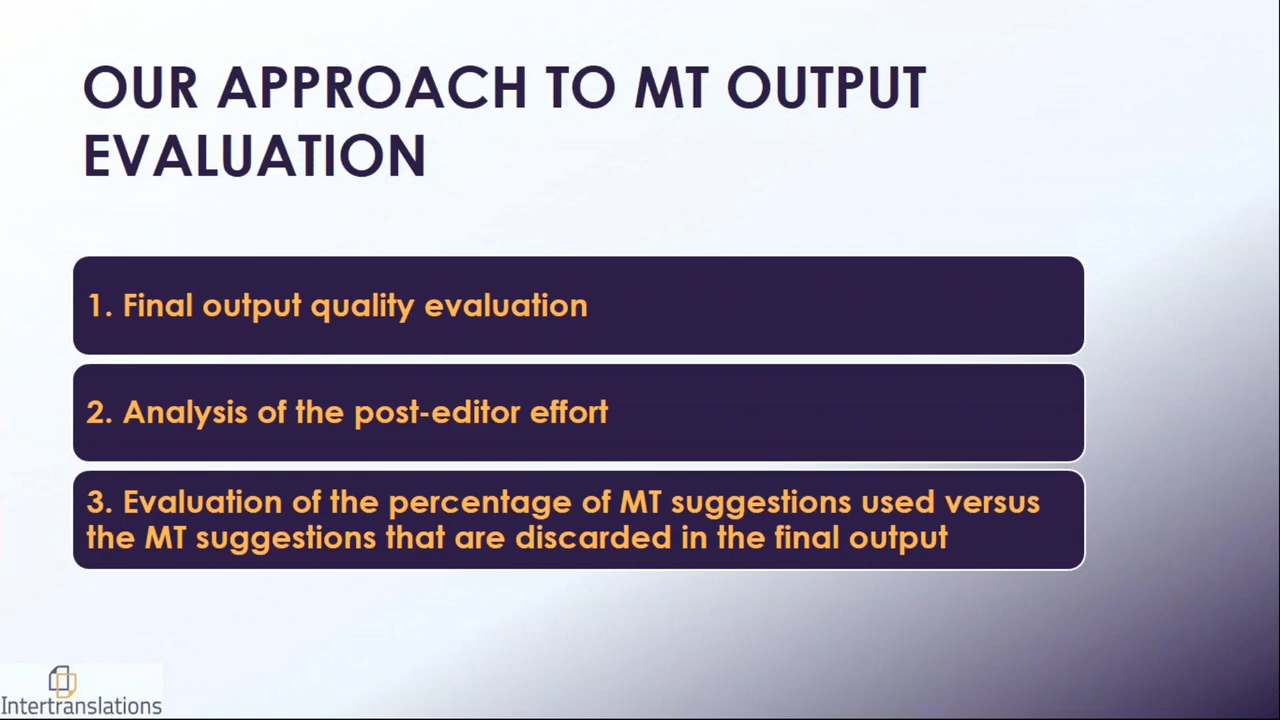 OUR APPROACH TO MT OUTPUT
EVALUATION
1. Final output quality evaluation
2. Analysis of the post-editor effort
3. Evaluation of the percentage of MT suggestions used versus
the MT suggestions that are discarded in the final output
Intertranslations